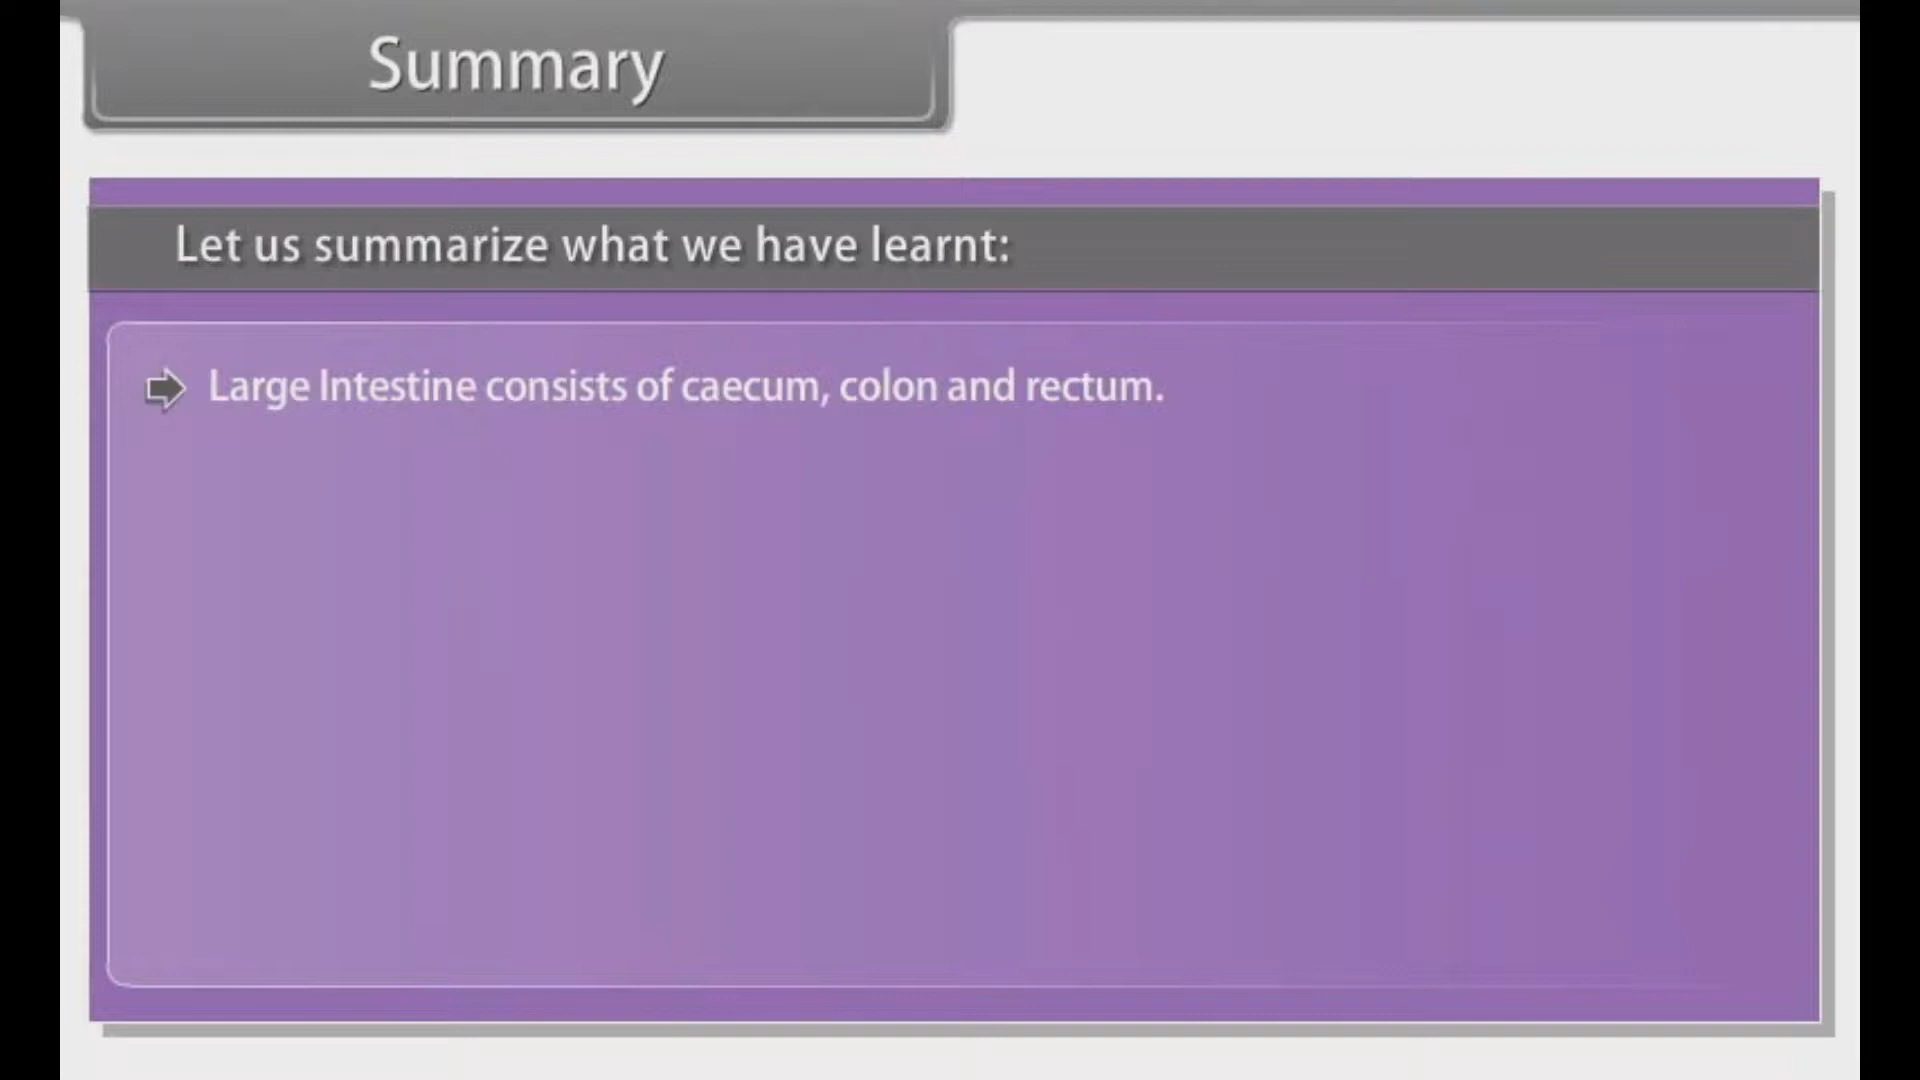 Summary
Let us summarize what we have learnt:
Large Intestine consists of caecum, colon and rectum.